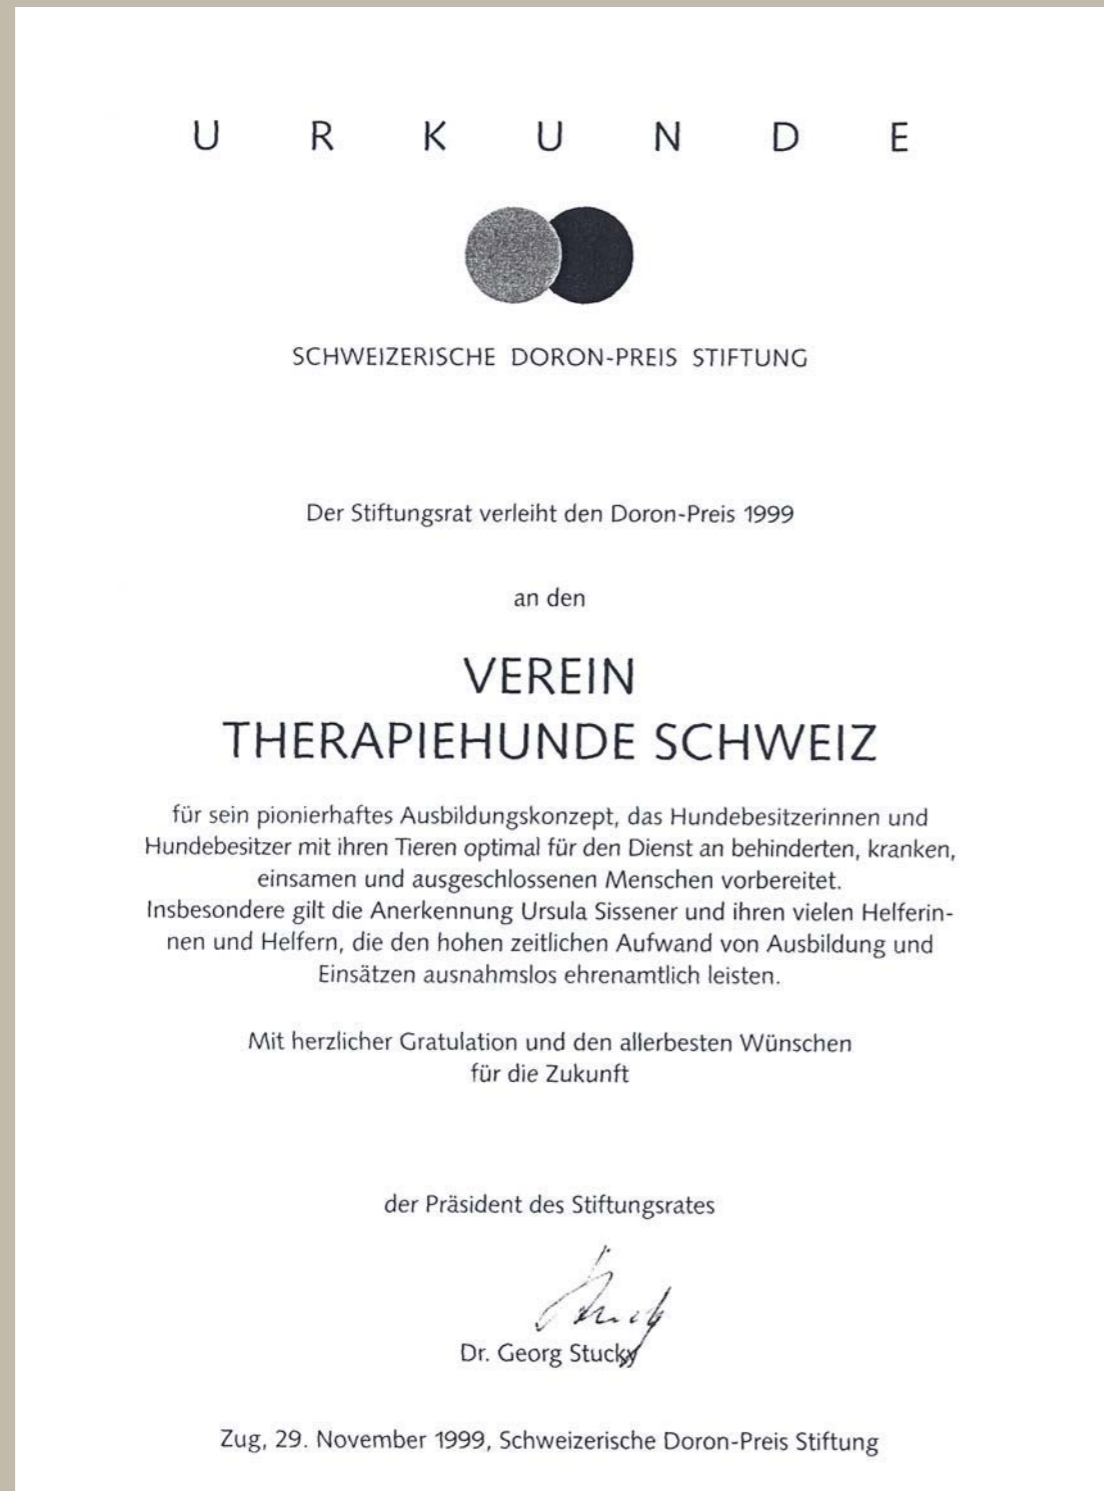 URKUNDE
SCHWEIZERISCHE DORON-PREIS STIFTUNG
Der Stiftungsrat verleiht den Doron-Preis 1999
an den
VEREIN
THERAPIEHUNDE SCHWEIZ
für sein pionierhaftes Ausbildungskonzept, das Hundebesitzerinnen und
Hundebesitzer mit ihren Tieren optimal für den Dienst an behinderten, kranken,
einsamen und ausgeschlossenen Menschen vorbereitet.
Insbesondere gilt die Anerkennung Ursula Sissener und ihren vielen Helferin-
nen und Helfern, die den hohen zeitlichen Aufwand von Ausbildung und
Einsätzen ausnahmslos ehrenamtlich leisten.
Mit herzlicher Gratulation und den allerbesten Wünschen
für die Zukunft
der Präsident des Stiftungsrates
Dr. Georg Stucky
Zug, 29. November 1999, Schweizerische Doron-Preis Stiftung